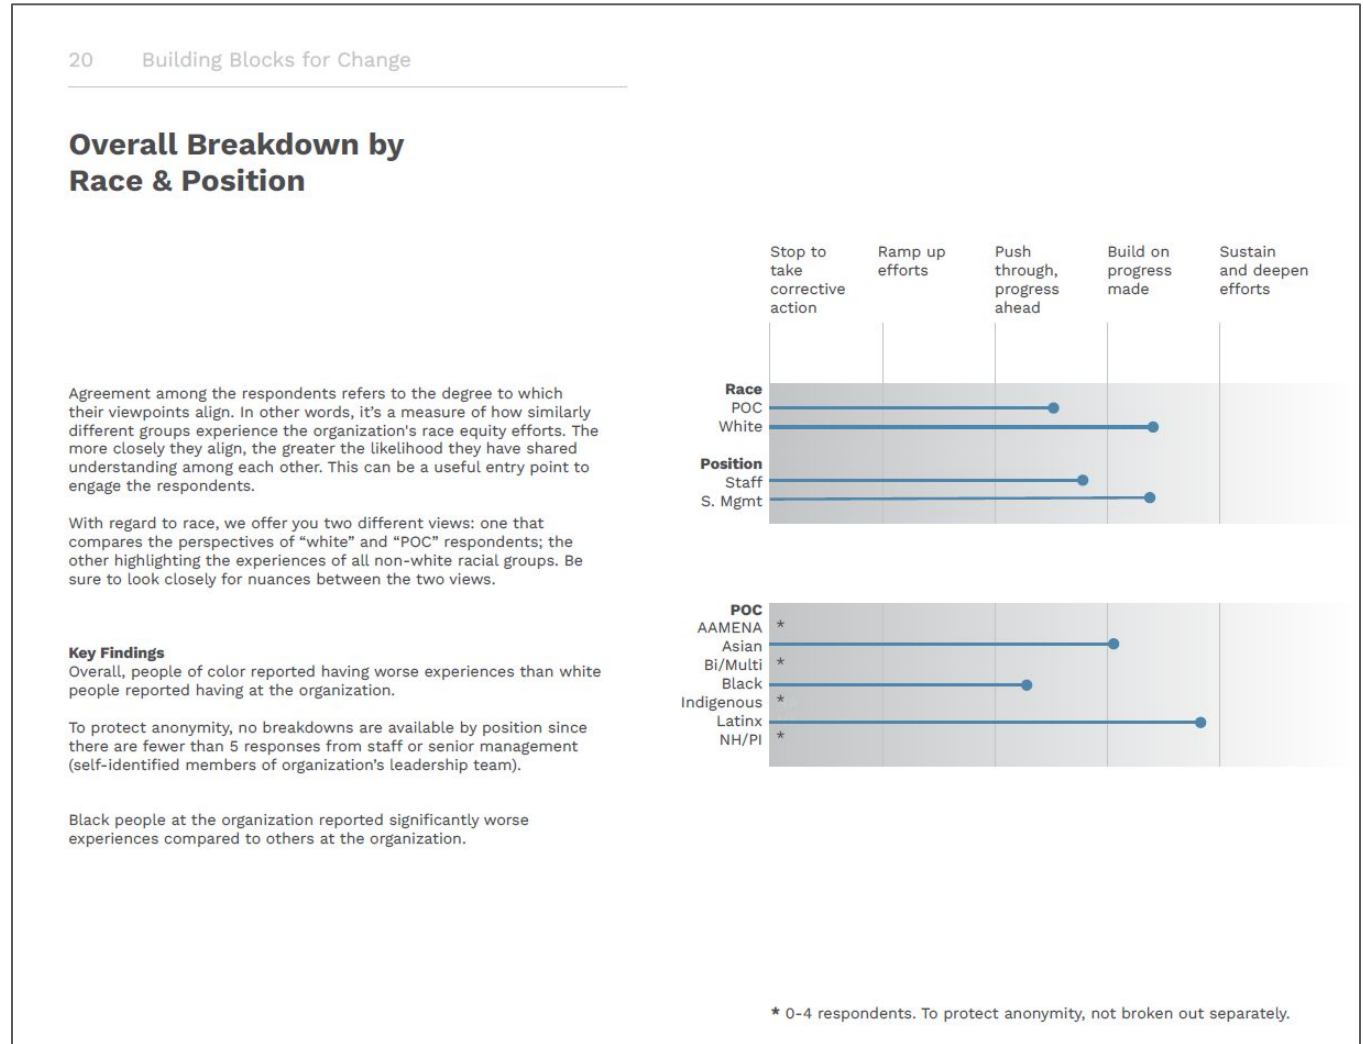 20 Building Blocks for Change
Overall Breakdown by
Race & Position
Agreement among the respondents refers to the degree to which
their viewpoints align. In other words, it’s a measure of how similarly
different groups experience the organization's race equity efforts. The
more closely they align, the greater the likelihood they have shared
understanding among each other. This can be a useful entry point to
engage the respondents.
With regard to race, we offer you two different views: one that
compares the perspectives of “white” and “POC” respondents; the
other highlighting the experiences of all non-white racial groups. Be
sure to look closely for nuances between the two views.
Key Findings
Overall, people of color reported having worse experiences than white
people reported having at the organization.
To protect anonymity, no breakdowns are available by position since
there are fewer than 5 responses from staff or senior management
(self-identified members of organization’s leadership team).
Black people at the organization reported significantly worse
experiences compared to others at the organization.
Stop to
take
corrective
action
Ramp up
efforts
Push
through,
progress
ahead
Build on
progress
made
Sustain
and deepen
efforts
Race
POC
White
Position
Staff
S. Mgmt
POC
AAMENA *
Asian
Bi/Multi *
Black
Indigenous *
Latinx
NH/PI *
* 0-4 respondents. To protect anonymity, not broken out separately.